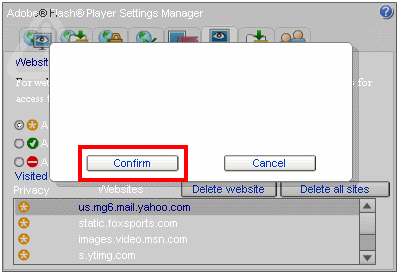 Adobe® Flash® Player Settings Manager
Websit
For we
s for
access
A
A
A
Confirm
Cancel
Visited
Privacy
Websites
Delete website
Delete all sites
us.mg6.mail.yahoo.com
static.foxsports.com
images.video.msn.com
s.ytimg.com